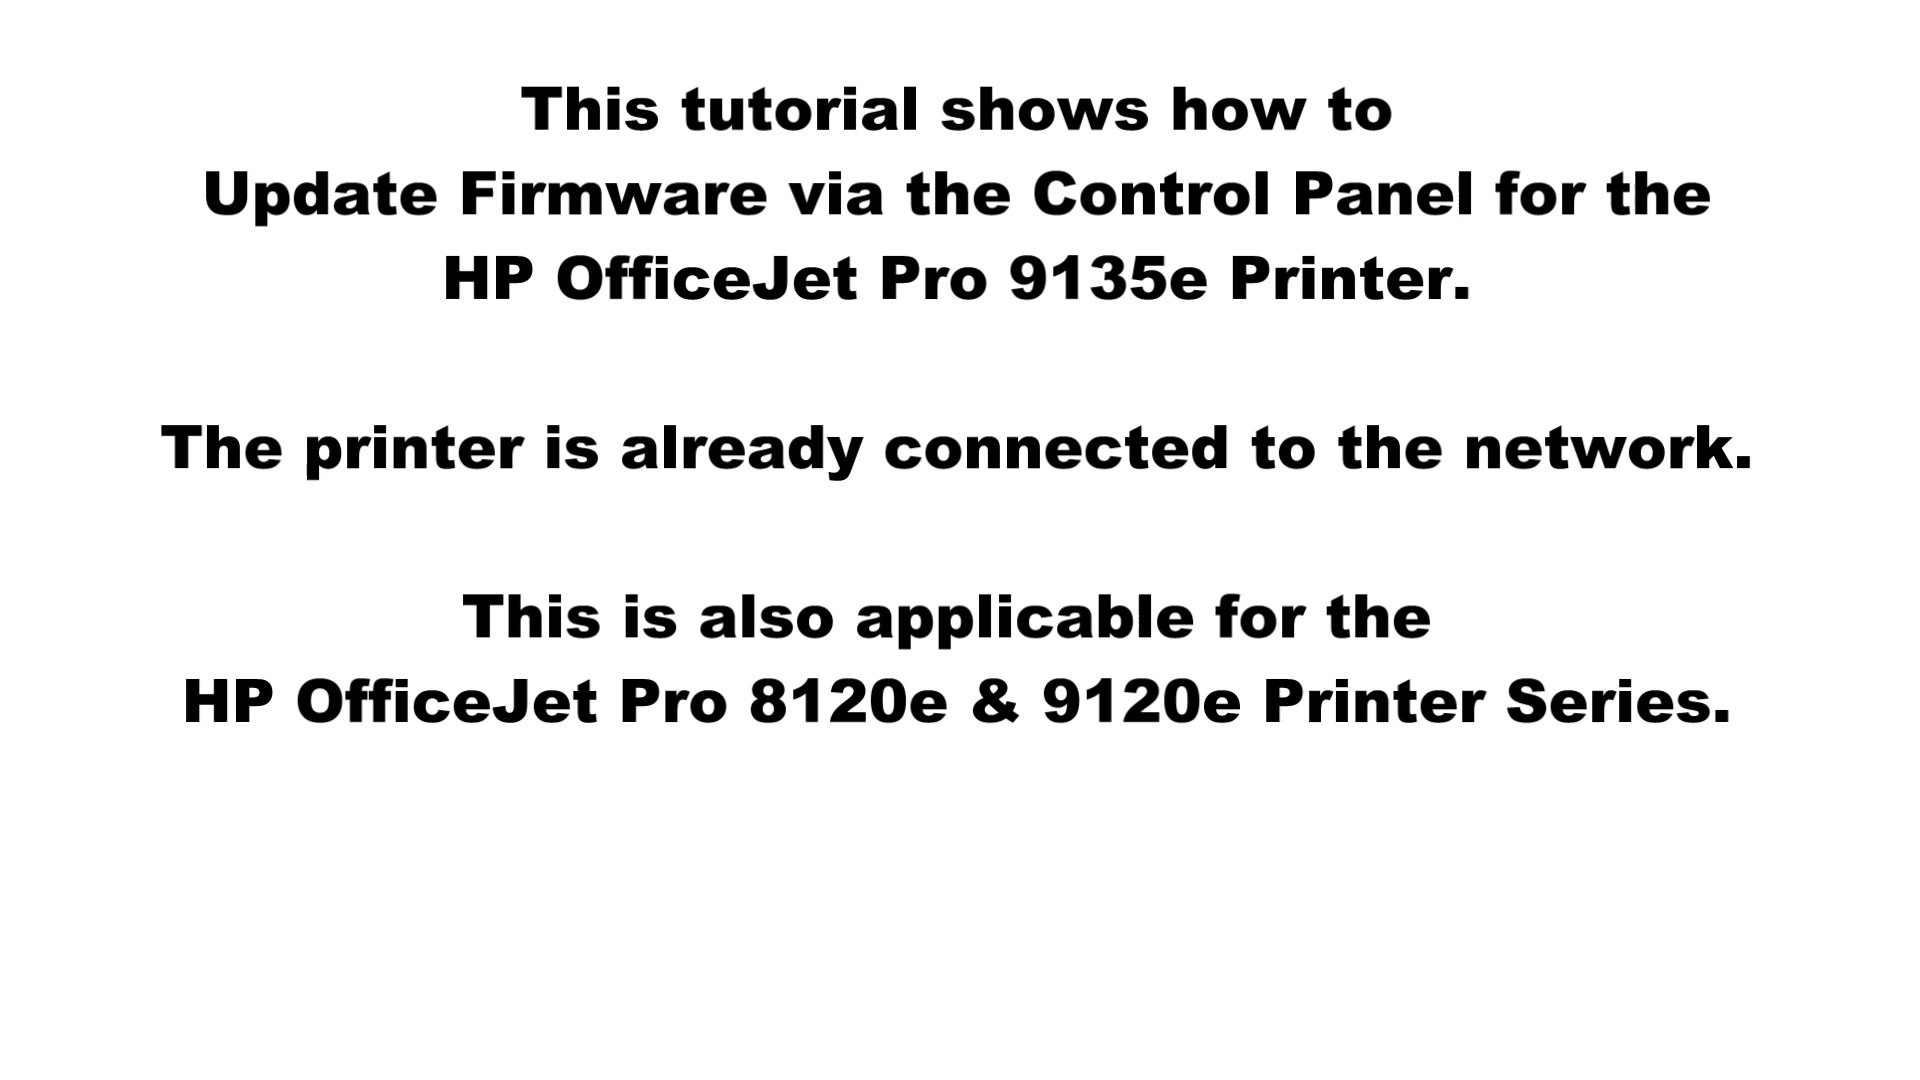 This tutorial shows how to
Update Firmware via the Control Panel for the
HP OfficeJet Pro 9135e Printer.
The printer is already connected to the network.
This is also applicable for the
HP OfficeJet Pro 8120e & 9120e Printer Series.